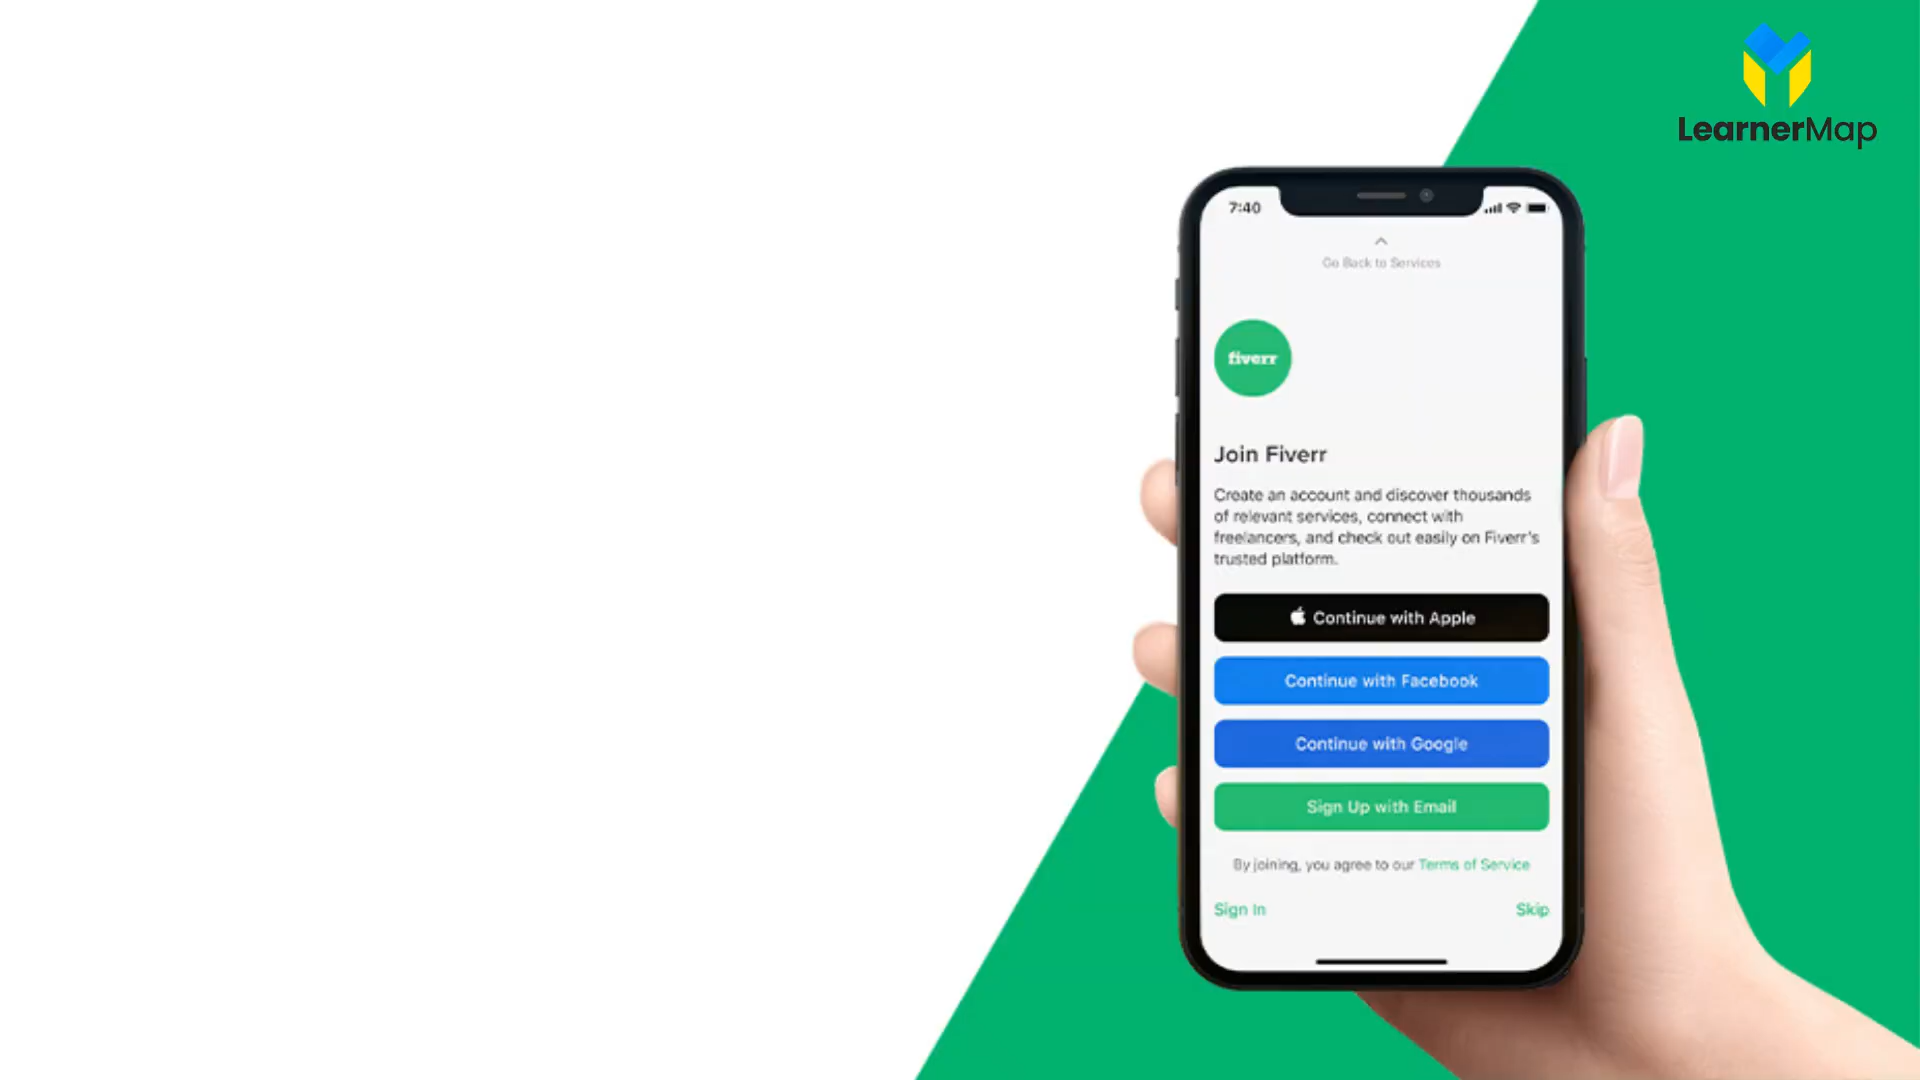 LearnerMap
7:40
Go Back to Services
fiverr
Join Fiverr
Create an account and discover thousands
of relevant services, connect with
freelancers, and check out easily on Fiverr's
trusted platform.
Continue with Apple
Continue with Facebook
Continue with Google
Sign Up with Email
By joining, you agree to our Terms of Service
Sign In
Skip